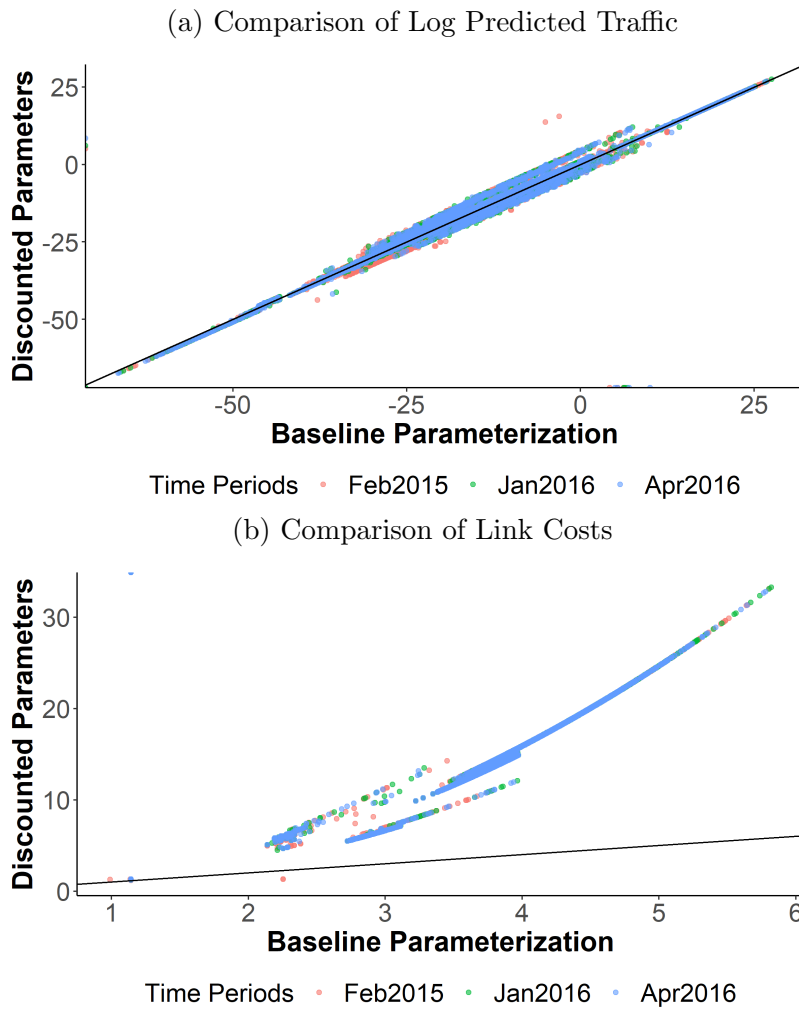 (a) Comparison of Log Predicted Traffic
Discounted Parameters
25
0
-25
-50
-50
-25
0
25
Baseline Parameterization
Time Periods Feb2015 Jan2016 Apr2016
(b) Comparison of Link Costs
Discounted Parameters
30
20
10
0
1
2
3
4
5
6
Baseline Parameterization
Time Periods Feb2015 Jan2016 Apr2016